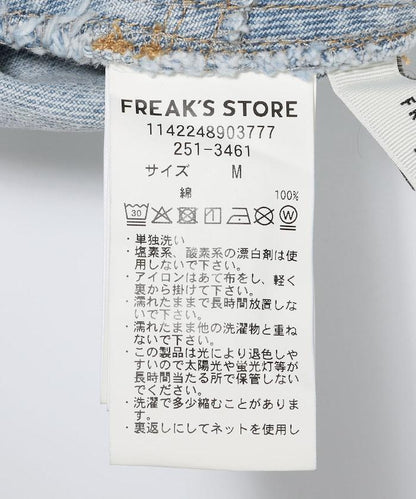 FREAK'S STORE
1142248903777
251-3461
サイズ M
綿 100%
30
W
・単独洗い
・塩素系、酸素系の漂白剤は使
用しないで下さい。
・アイロンはあて布をし、軽く
裏から掛けて下さい。
・濡れたままで長時間放置しな
いで下さい。
・濡れたまま他の洗濯物と重ね
ないで下さい。
・この製品は光により退色しや
すいので太陽光や蛍光灯等が
長時間当たる所で保管しない
でください。
・洗濯で多少縮むことがありま
す。
・裏返しにしてネットを使用し